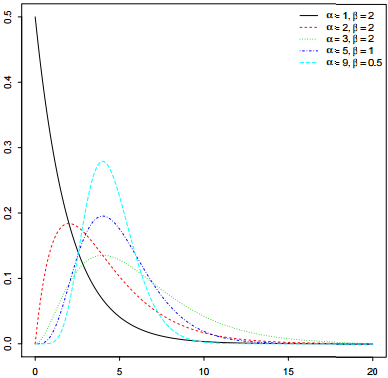 α = 1, β = 2
α = 2, β = 2
α = 3, β = 2
α = 5, β = 1
α = 9, β = 0.5
0.5
0.4
0.3
0.2
0.1
0.0
0 5 10 15 20